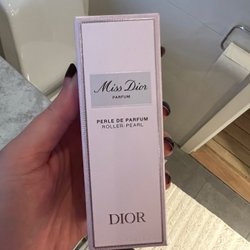 Miss Dior
PARFUM
PERLE DE PARFUM
ROLLER-PEARL
DIOR